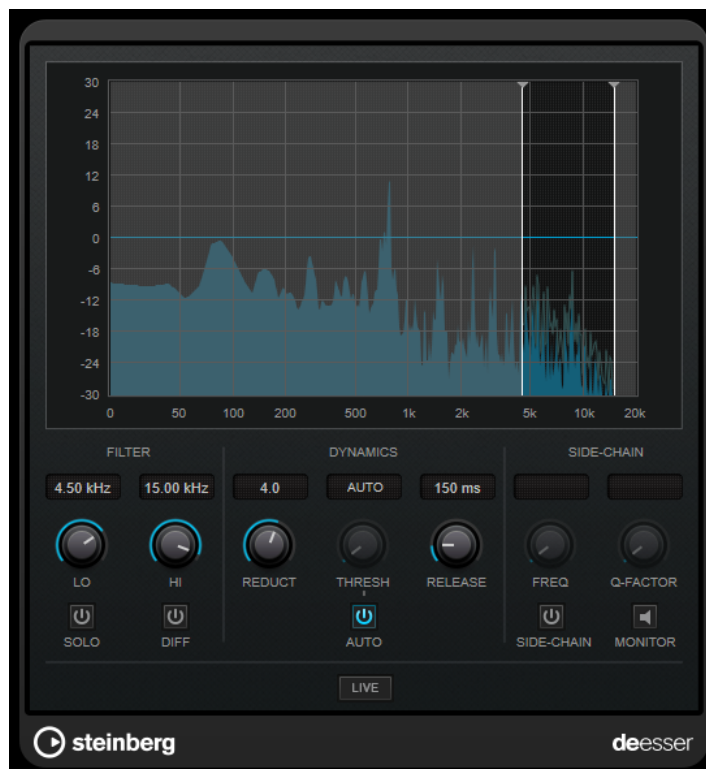 30
24
18
12
6
0
-6
-12
-18
-24
-30
0 50 100 200 500 1k 2k 5k 10k 20k
FILTER DYNAMICS SIDE-CHAIN
4.50 kHz 15.00 kHz 4.0 AUTO 150 ms
LO HI REDUCT THRESH RELEASE FREQ Q-FACTOR
SOLO DIFF AUTO SIDE-CHAIN MONITOR
LIVE
steinberg deesser